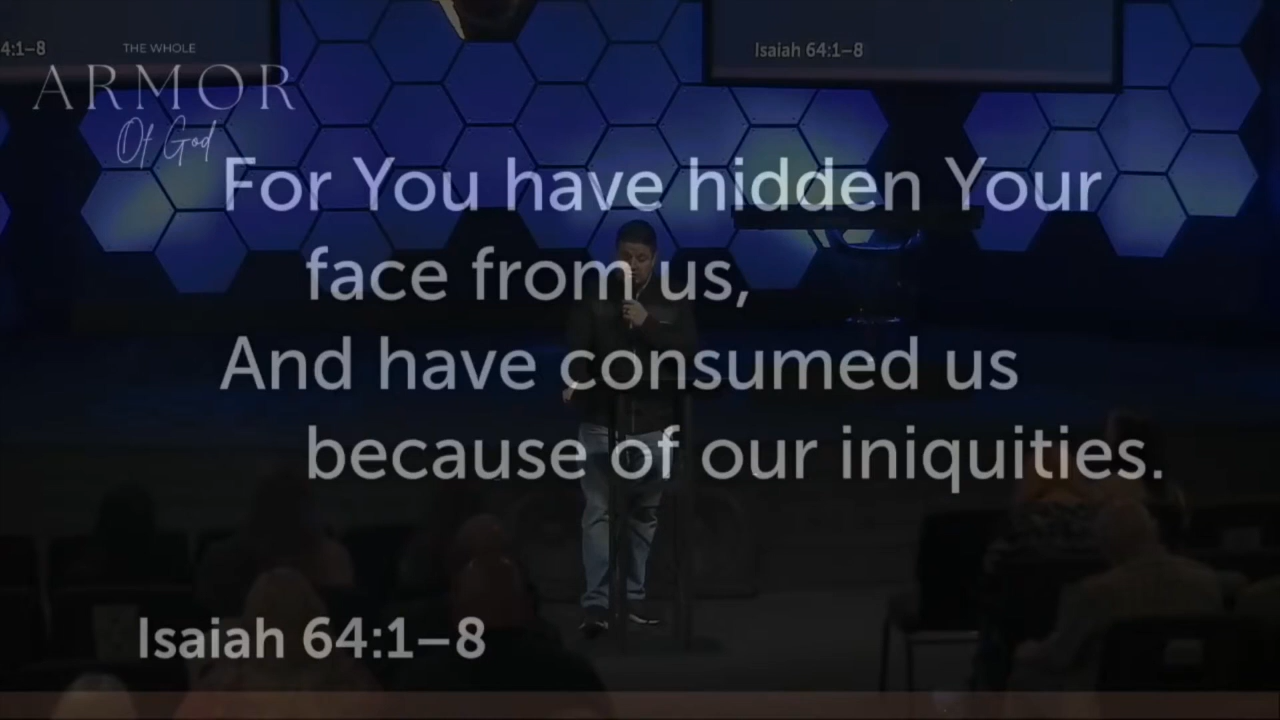 4:1–8
THE WHOLE
ARMOR
Of God
Isaiah 64:1–8
For You have hidden Your
face from us,
And have consumed us
because of our iniquities.
Isaiah 64:1–8